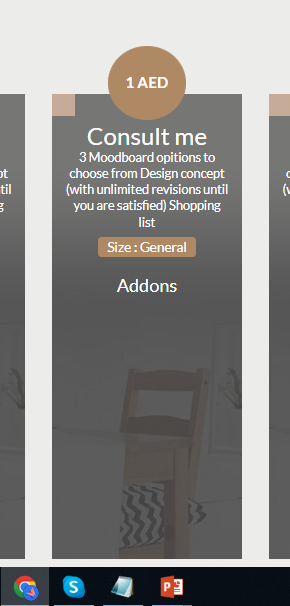 1 AED
Consult me
3 Moodboard opitions to
choose from Design concept
(with unlimited revisions until
you are satisfied) Shopping
list
Size : General
Addons